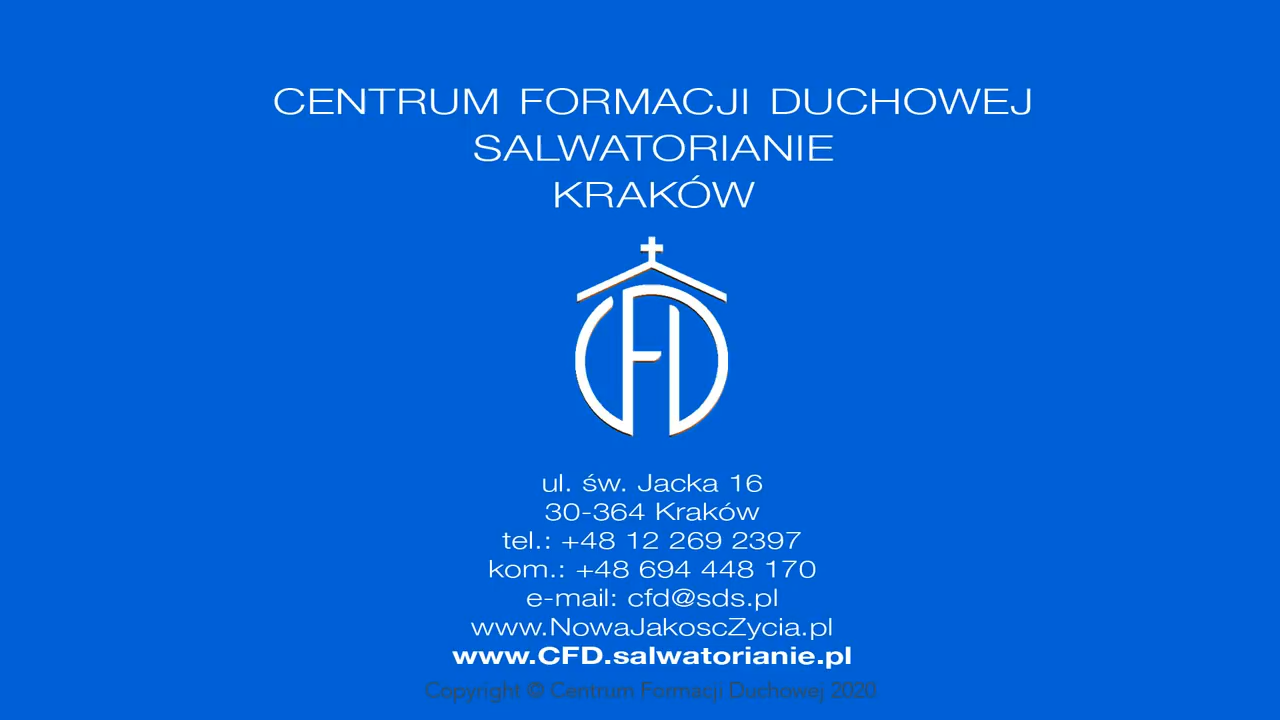 CENTRUM FORMACJI DUCHOWEJ
SALWATORIANIE
KRAKÓW
CFD
ul. św. Jacka 16
30-364 Kraków
tel.: +48 12 269 2397
kom.: +48 694 448 170
e-mail: cfd@sds.pl
www.NowaJakoscZycia.pl
www.CFD.salwatorianie.pl
Copyright © Centrum Formacji Duchowej 2020